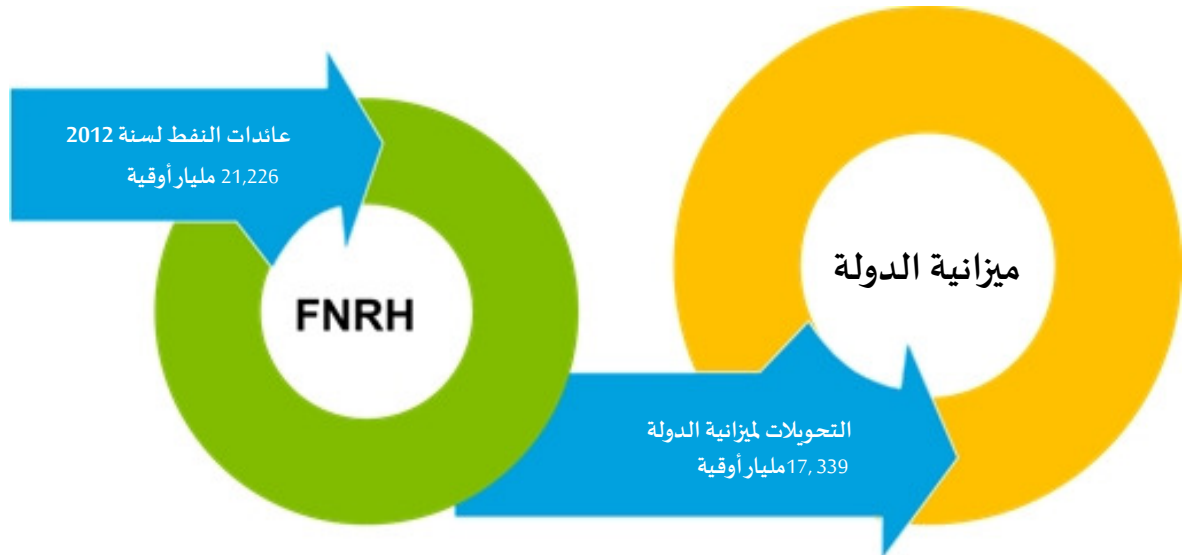 عائدات النفط لسنة 2012
21,226 مليار أوقية
FNRH
ميزانية الدولة
التحويلات لميزانية الدولة
17, 339مليار أوقية